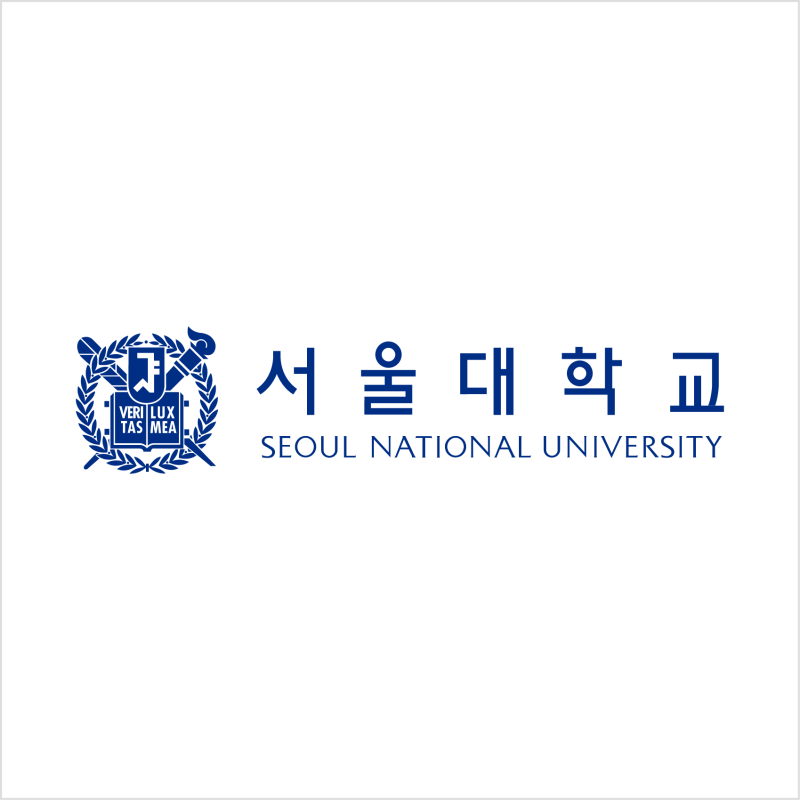 VERI LUX
TAS MEA
서울대학교
SEOUL NATIONAL UNIVERSITY